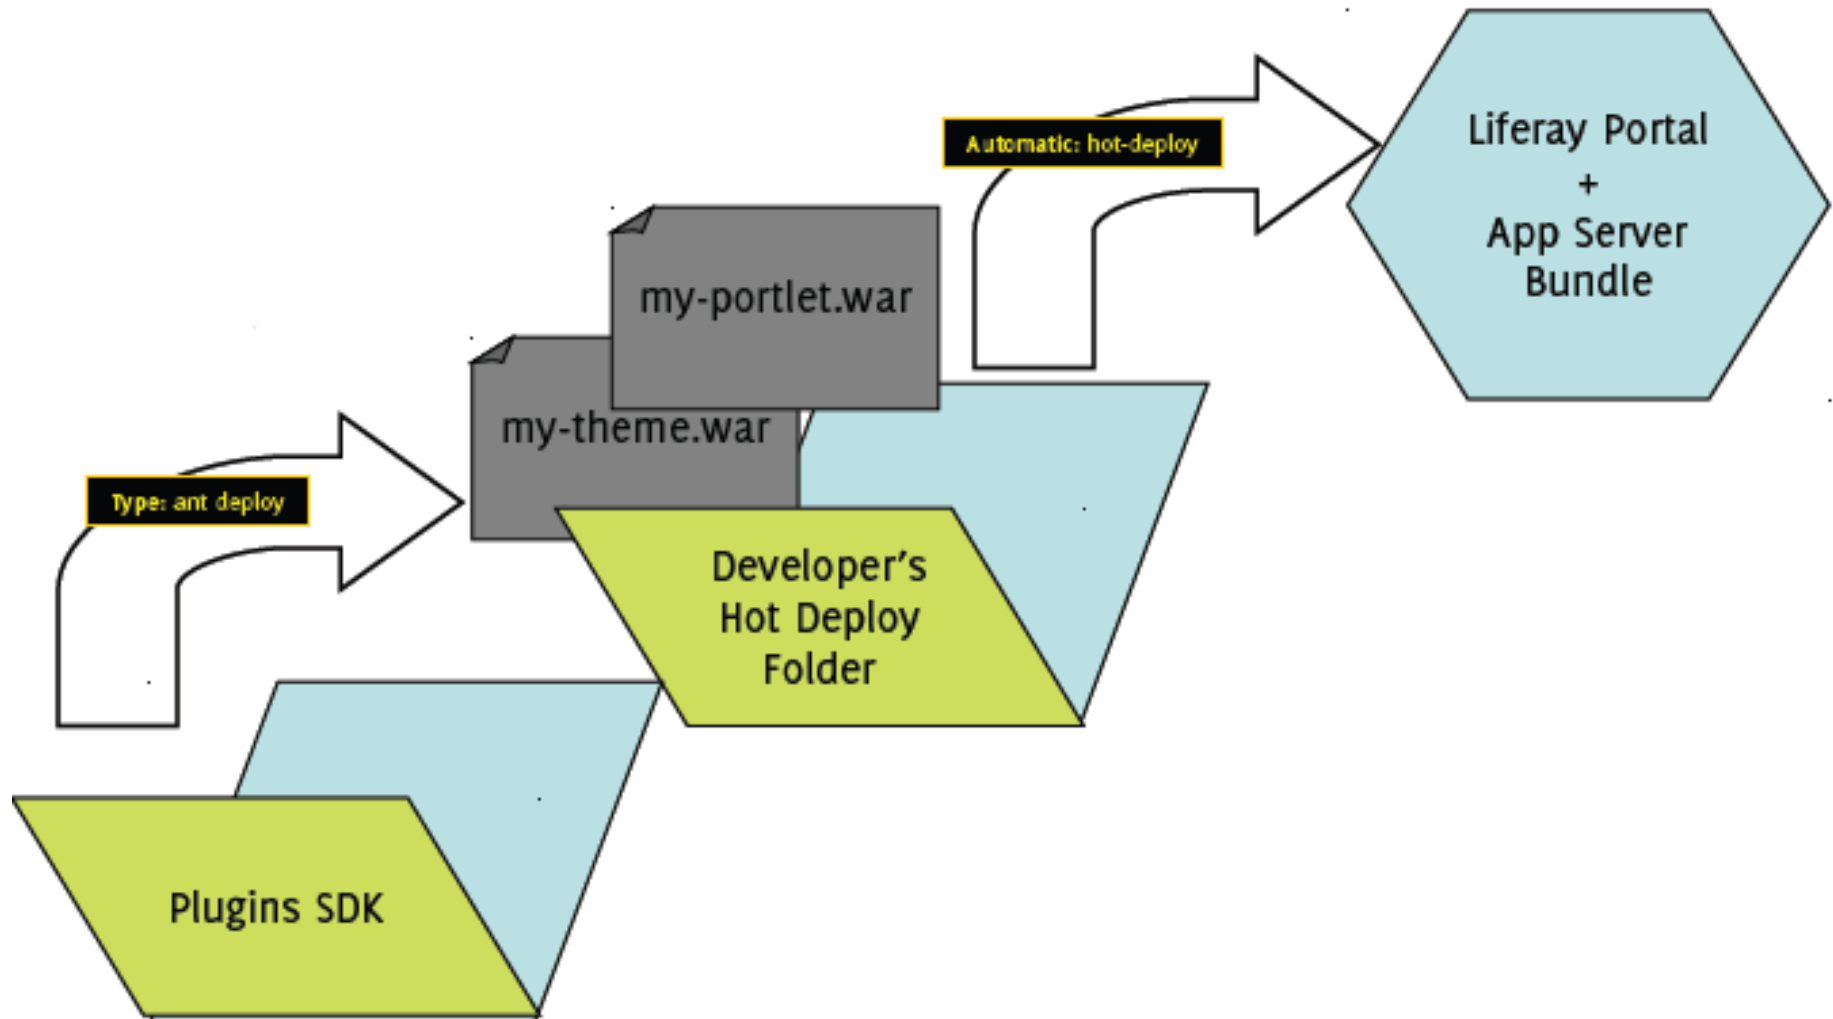 Liferay Portal
+
App Server
Bundle
Automatic: hot-deploy
my-portlet.war
my-theme.war
Type: ant deploy
Developer’s
Hot Deploy
Folder
Plugins SDK